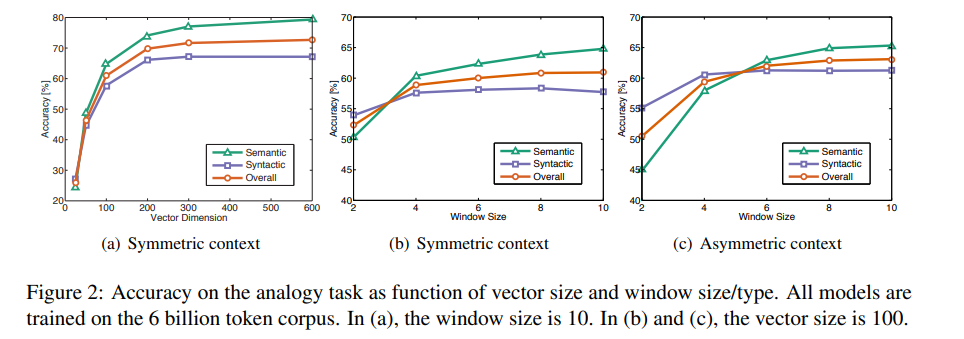 80
70
60
50
40
30
20
0
100
200
300
400
500
600
Accuracy [%]
Vector Dimension
Semantic
Syntactic
Overall
(a) Symmetric context
70
65
60
55
50
45
40
2
4
6
8
10
Accuracy [%]
Window Size
Semantic
Syntactic
Overall
(b) Symmetric context
70
65
60
55
50
45
40
2
4
6
8
10
Accuracy [%]
Window Size
Semantic
Syntactic
Overall
(c) Asymmetric context
Figure 2: Accuracy on the analogy task as function of vector size and window size/type. All models are
trained on the 6 billion token corpus. In (a), the window size is 10. In (b) and (c), the vector size is 100.